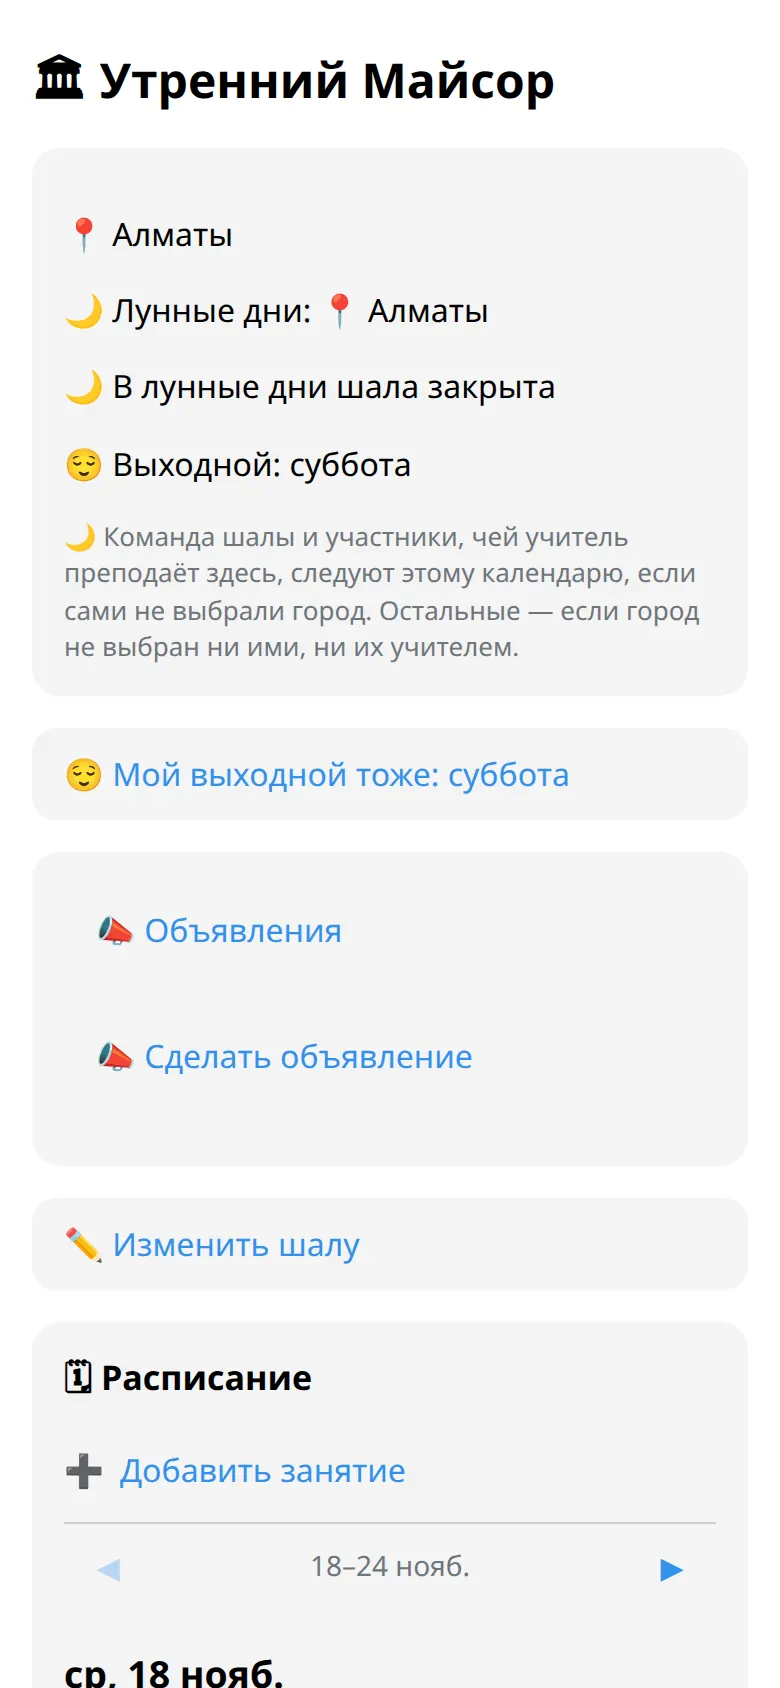 🏛 Утренний Майсор
📍 Алматы
🌙 Лунные дни: 📍 Алматы
🌙 В лунные дни шала закрыта
😌 Выходной: суббота
🌙 Команда шалы и участники, чей учитель
преподаёт здесь, следуют этому календарю, если
сами не выбрали город. Остальные — если город
не выбран ни ими, ни их учителем.
😌 Мой выходной тоже: суббота
📣 Объявления
📣 Сделать объявление
✏️ Изменить шалу
🗓 Расписание
➕ Добавить занятие
◀ 18–24 нояб. ▶
ср, 18 нояб.